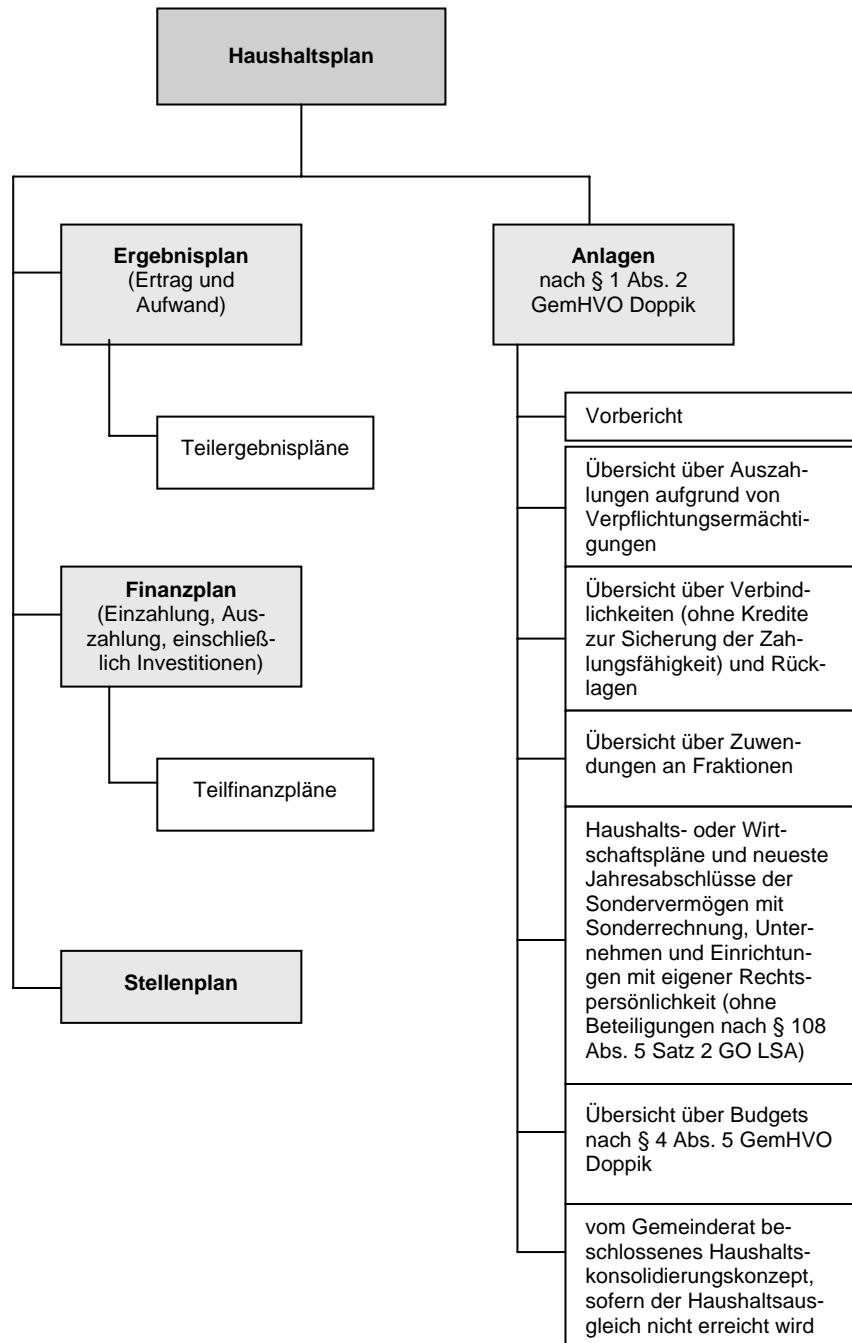 Haushaltsplan
Ergebnisplan
(Ertrag und
Aufwand)
Teilergebnispläne
Finanzplan
(Einzahlung, Aus-
zahlung, einschließ-
lich Investitionen)
Teilfinanzpläne
Stellenplan
Anlagen
nach § 1 Abs. 2
GemHVO Doppik
Vorbericht
Übersicht über Auszah-
lungen aufgrund von
Verpflichtungsermächti-
gungen
Übersicht über Verbind-
lichkeiten (ohne Kredite
zur Sicherung der Zah-
lungsfähigkeit) und Rück-
lagen
Übersicht über Zuwen-
dungen an Fraktionen
Haushalts- oder Wirt-
schaftspläne und neueste
Jahresabschlüsse der
Sondervermögen mit
Sonderrechnung, Unter-
nehmen und Einrichtun-
gen mit eigener Rechts-
persönlichkeit (ohne
Beteiligungen nach § 108
Abs. 5 Satz 2 GO LSA)
Übersicht über Budgets
nach § 4 Abs. 5 GemHVO
Doppik
vom Gemeinderat be-
schlossenes Haushalts-
konsolidierungskonzept,
sofern der Haushaltsaus-
gleich nicht erreicht wird